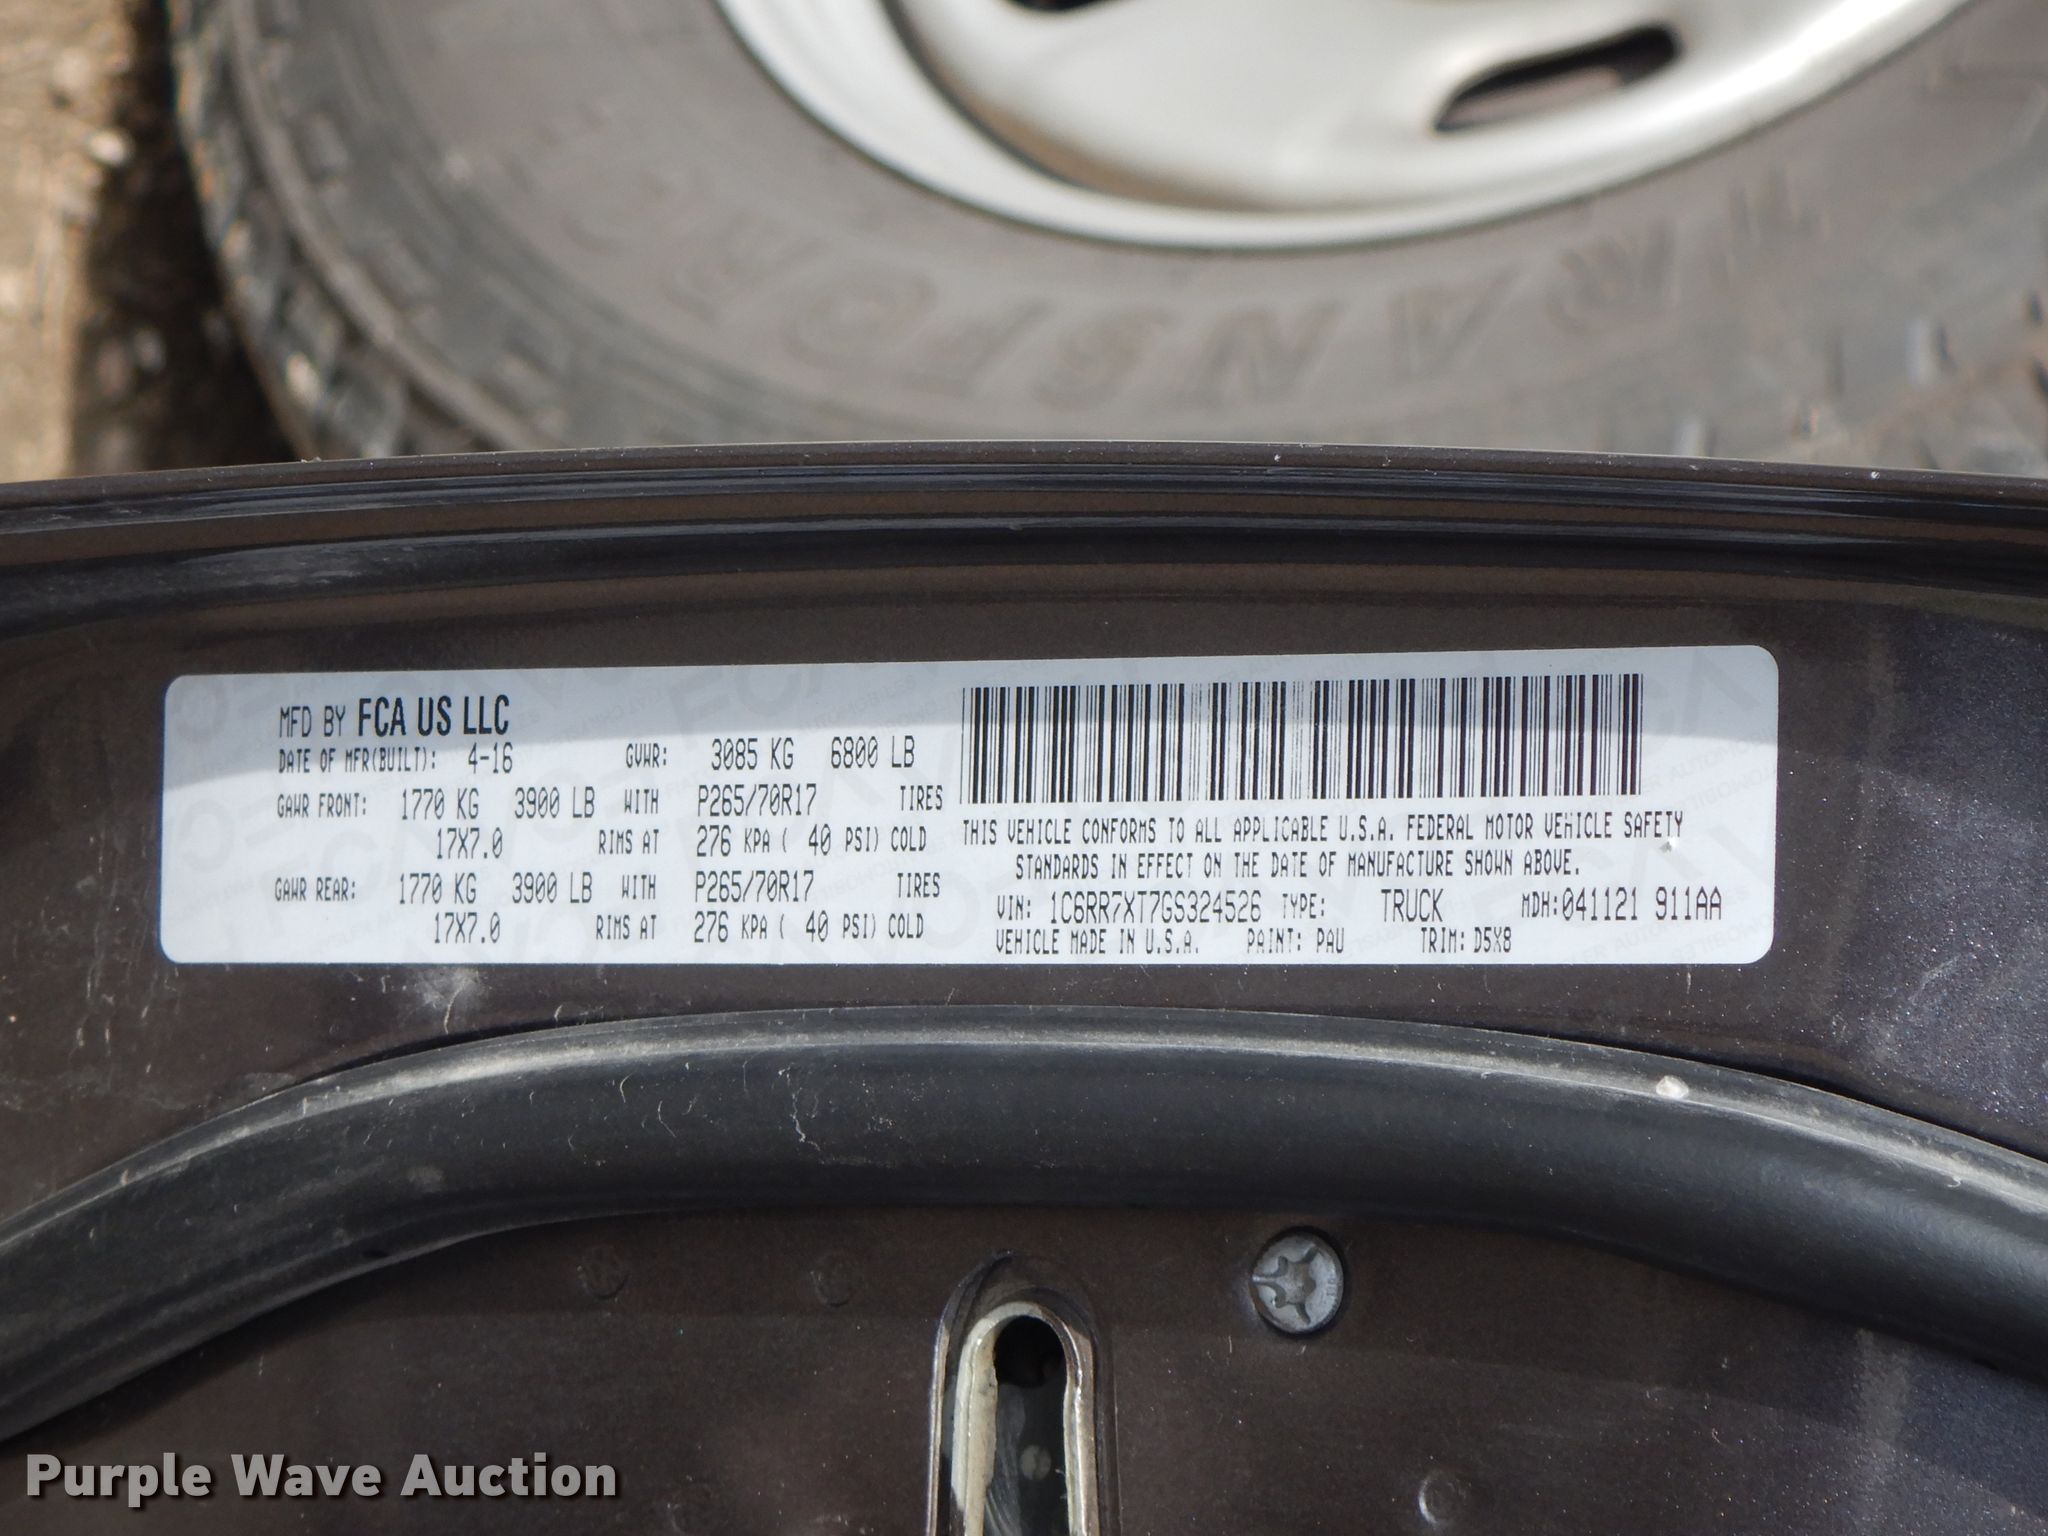 TRANSFORCE
MFD BY FCA US LLC
DATE OF MFR(BUILT): 4-16 GVWR: 3085 KG 6800 LB
GAWR FRONT: 1770 KG 3900 LB WITH P265/70R17 TIRES
17X7.0 RIMS AT 276 KPA ( 40 PSI) COLD
GAWR REAR: 1770 KG 3900 LB WITH P265/70R17 TIRES
17X7.0 RIMS AT 276 KPA ( 40 PSI) COLD
THIS VEHICLE CONFORMS TO ALL APPLICABLE U.S.A. FEDERAL MOTOR VEHICLE SAFETY
STANDARDS IN EFFECT ON THE DATE OF MANUFACTURE SHOWN ABOVE.
VIN: 1C6RR7XT7GS324526 TYPE: TRUCK MDH:041121 911AA
VEHICLE MADE IN U.S.A. PAINT: PAU TRIM: D5X8
Purple Wave Auction